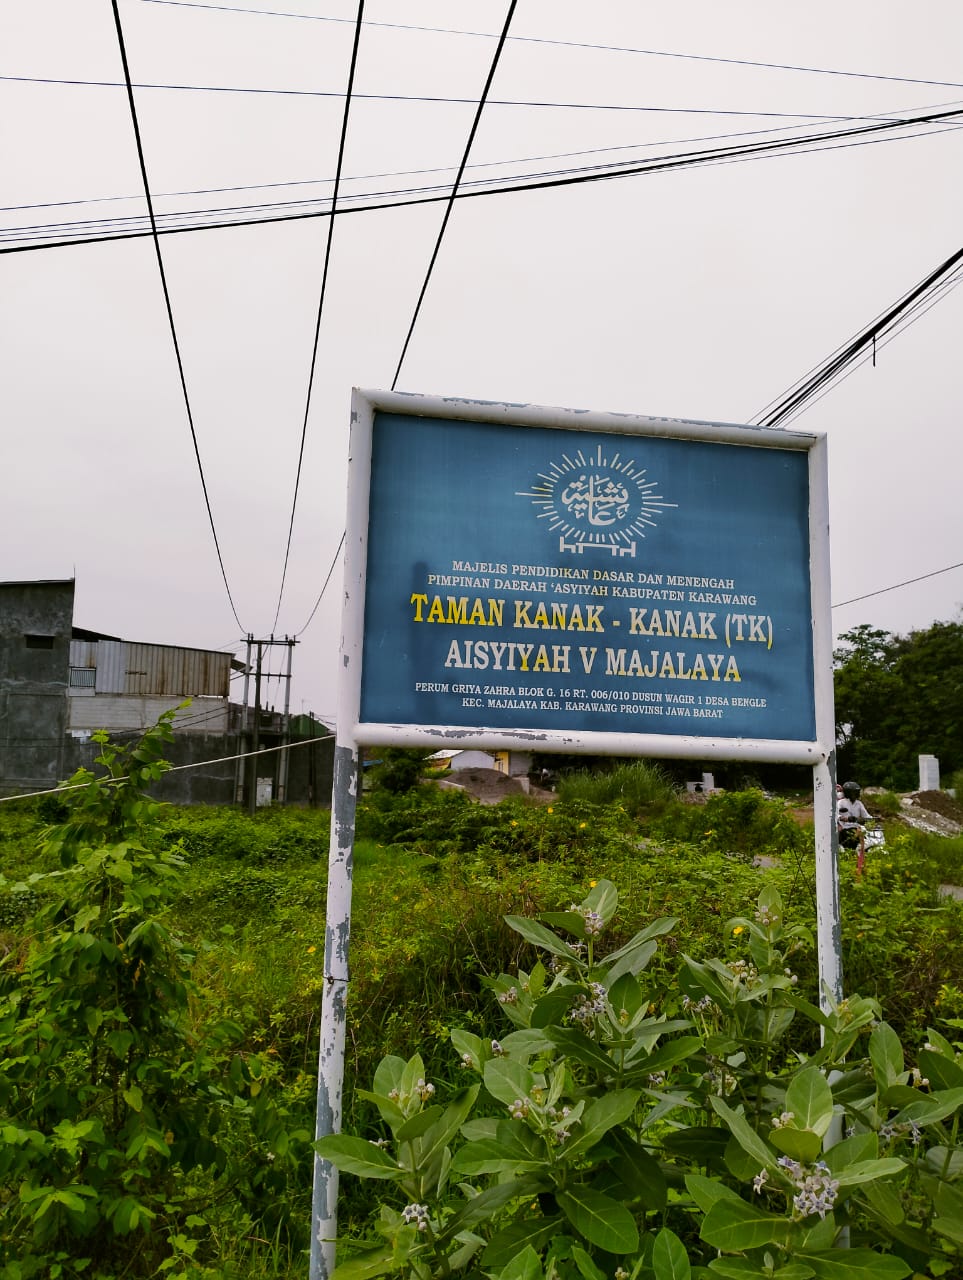 عائشية
MAJELIS PENDIDIKAN DASAR DAN MENENGAH
PIMPINAN DAERAH ‘ASYIYAH KABUPATEN KARAWANG
TAMAN KANAK - KANAK (TK)
AISYIYAH V MAJALAYA
PERUM GRIYA ZAHRA BLOK G. 16 RT. 006/010 DUSUN WAGIR 1 DESA BENGLE
KEC. MAJALAYA KAB. KARAWANG PROVINSI JAWA BARAT